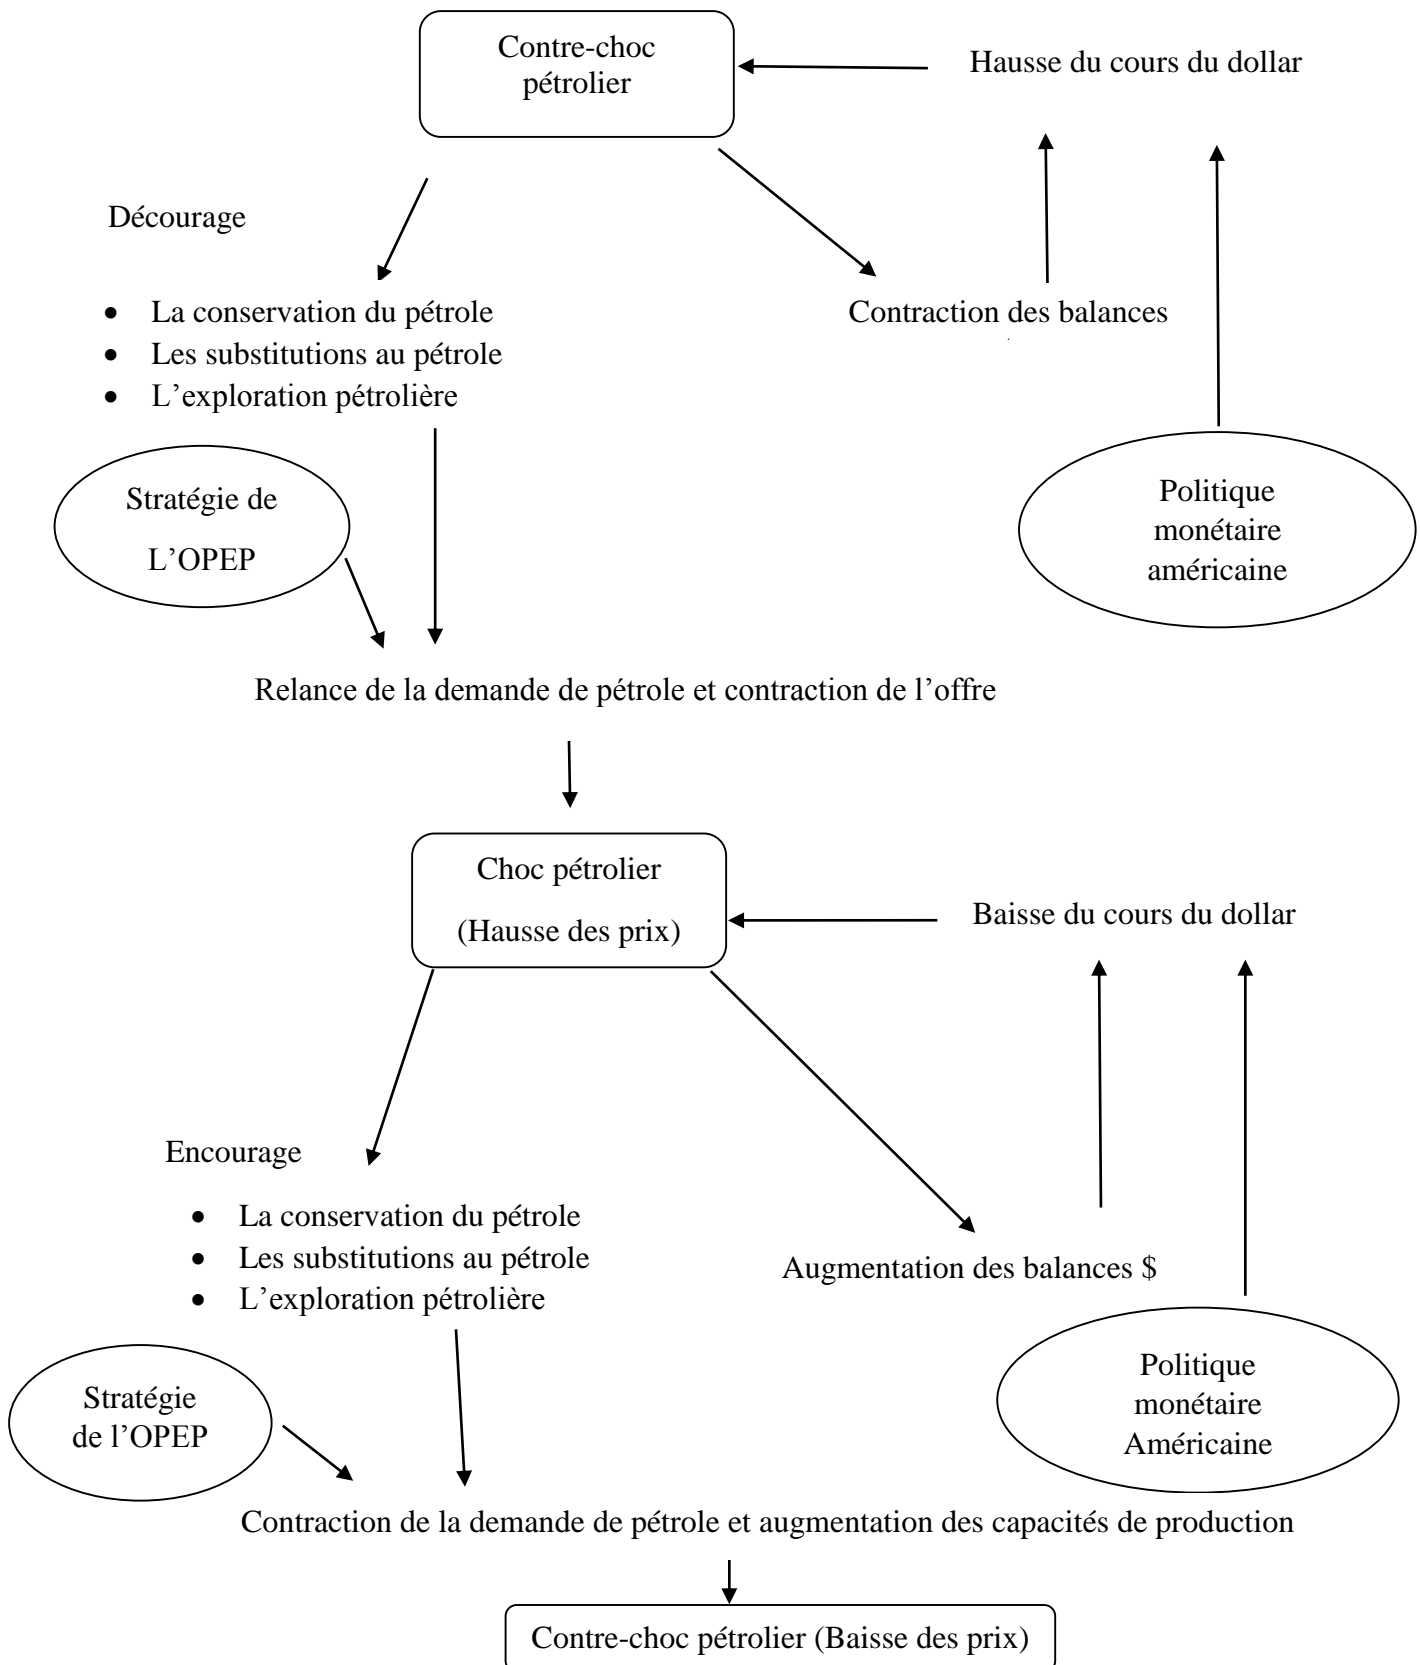 Contre-choc
pétrolier
Hausse du cours du dollar
Décourage
• La conservation du pétrole
• Les substitutions au pétrole
• L’exploration pétrolière
Contraction des balances
Stratégie de
L’OPEP
Politique
monétaire
américaine
Relance de la demande de pétrole et contraction de l’offre
Choc pétrolier
(Hausse des prix)
Baisse du cours du dollar
Encourage
• La conservation du pétrole
• Les substitutions au pétrole
• L’exploration pétrolière
Augmentation des balances $
Stratégie
de l’OPEP
Politique
monétaire
Américaine
Contraction de la demande de pétrole et augmentation des capacités de production
Contre-choc pétrolier (Baisse des prix)